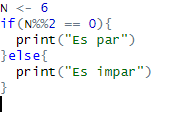 N <- 6
if(N%%2 == 0){
  print("Es par")
}else{
  print("Es impar")
}